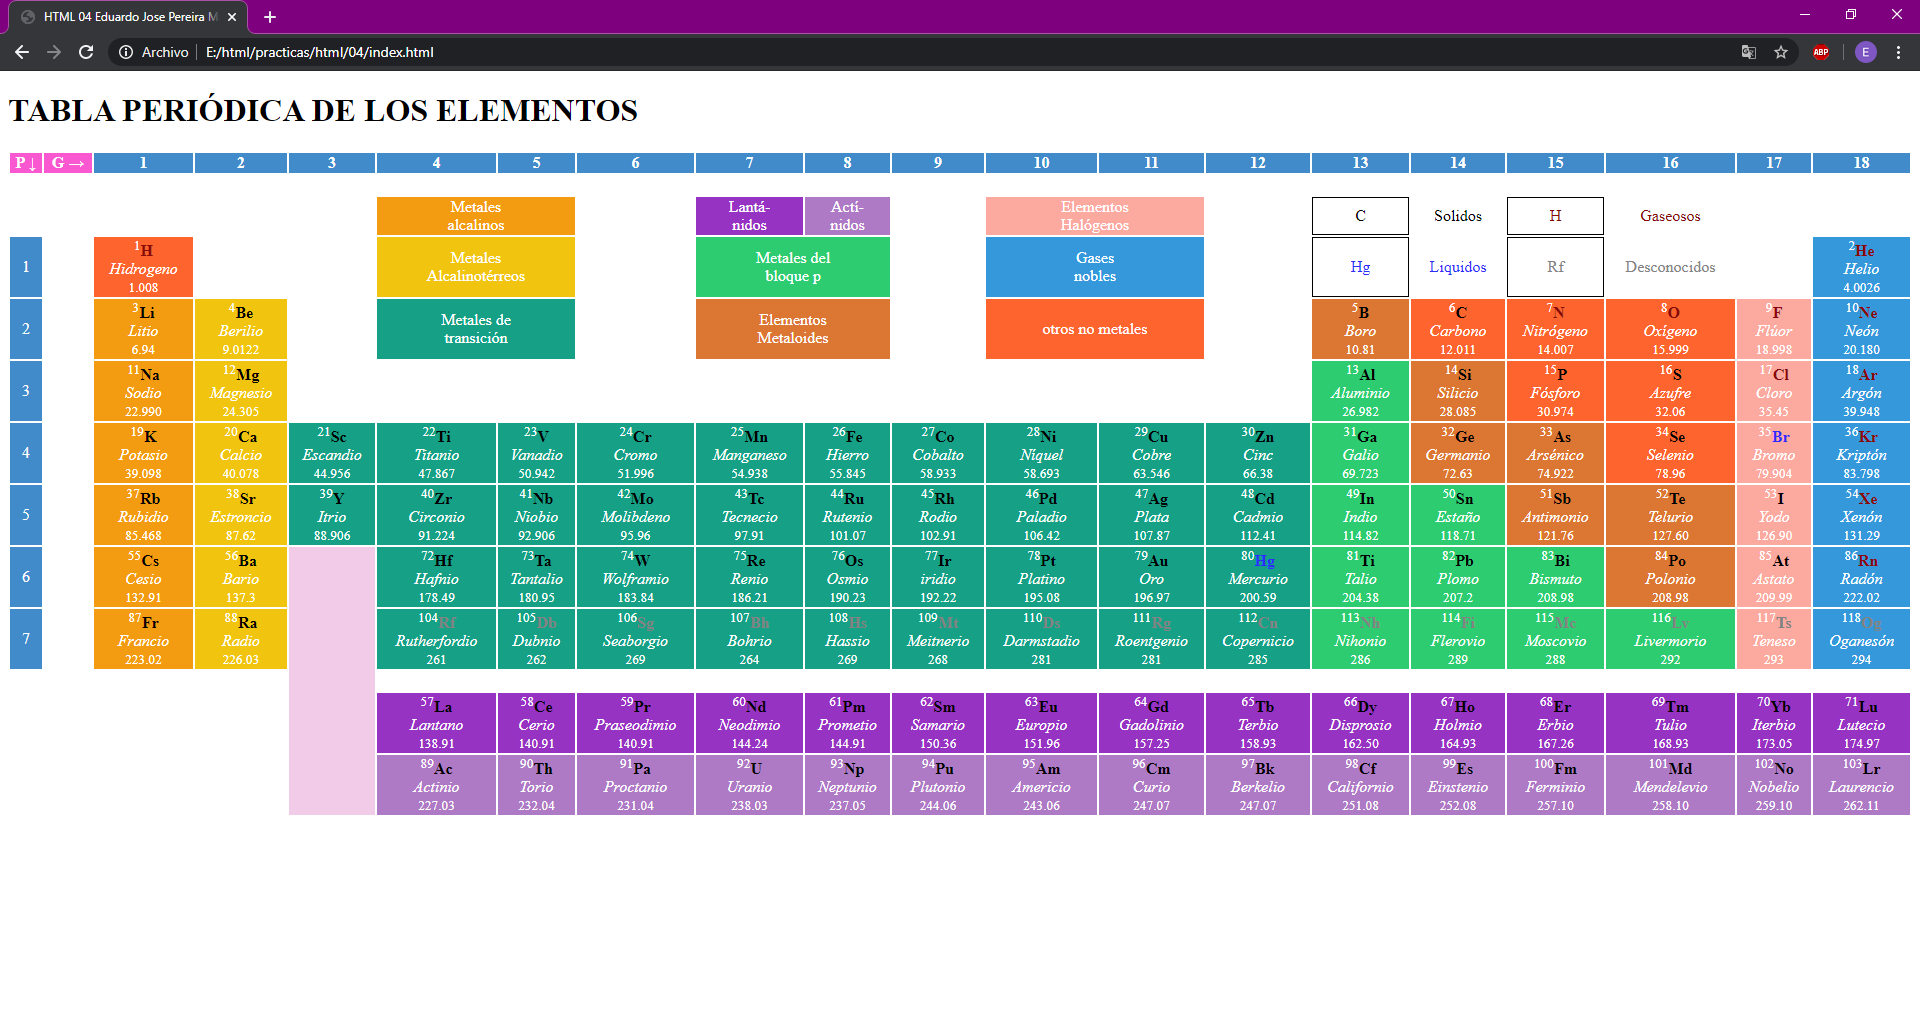 HTML 04 Eduardo Jose Pereira M
Archivo E:/html/practicas/html/04/index.html ABP E
TABLA PERIÓDICA DE LOS ELEMENTOS
P ↓ G → 1 2 3 4 5 6 7 8 9 10 11 12 13 14 15 16 17 18
Metales alcalinos Lantá-nidos Actí-nidos Elementos Halógenos C Solidos H Gaseosos
1 1H Hidrogeno 1.008 Metales Alcalinotérreos Metales del bloque p Gases nobles Hg Liquidos Rf Desconocidos 2He Helio 4.0026
2 3Li Litio 6.94 4Be Berilio 9.0122 Metales de transición Elementos Metaloides otros no metales 5B Boro 10.81 6C Carbono 12.011 7N Nitrógeno 14.007 8O Oxígeno 15.999 9F Flúor 18.998 10Ne Neón 20.180
3 11Na Sodio 22.990 12Mg Magnesio 24.305 13Al Aluminio 26.982 14Si Silicio 28.085 15P Fósforo 30.974 16S Azufre 32.06 17Cl Cloro 35.45 18Ar Argón 39.948
4 19K Potasio 39.098 20Ca Calcio 40.078 21Sc Escandio 44.956 22Ti Titanio 47.867 23V Vanadio 50.942 24Cr Cromo 51.996 25Mn Manganeso 54.938 26Fe Hierro 55.845 27Co Cobalto 58.933 28Ni Níquel 58.693 29Cu Cobre 63.546 30Zn Cinc 66.38 31Ga Galio 69.723 32Ge Germanio 72.63 33As Arsénico 74.922 34Se Selenio 78.96 35Br Bromo 79.904 36Kr Kriptón 83.798
5 37Rb Rubidio 85.468 38Sr Estroncio 87.62 39Y Itrio 88.906 40Zr Circonio 91.224 41Nb Niobio 92.906 42Mo Molibdeno 95.96 43Tc Tecnecio 97.91 44Ru Rutenio 101.07 45Rh Rodio 102.91 46Pd Paladio 106.42 47Ag Plata 107.87 48Cd Cadmio 112.41 49In Indio 114.82 50Sn Estaño 118.71 51Sb Antimonio 121.76 52Te Telurio 127.60 53I Yodo 126.90 54Xe Xenón 131.29
6 55Cs Cesio 132.91 56Ba Bario 137.3 72Hf Hafnio 178.49 73Ta Tantalio 180.95 74W Wolframio 183.84 75Re Renio 186.21 76Os Osmio 190.23 77Ir iridio 192.22 78Pt Platino 195.08 79Au Oro 196.97 80Hg Mercurio 200.59 81Ti Talio 204.38 82Pb Plomo 207.2 83Bi Bismuto 208.98 84Po Polonio 208.98 85At Astato 209.99 86Rn Radón 222.02
7 87Fr Francio 223.02 88Ra Radio 226.03 104Rf Rutherfordio 261 105Db Dubnio 262 106Sg Seaborgio 269 107Bh Bohrio 264 108Hs Hassio 269 109Mt Meitnerio 268 110Ds Darmstadio 281 111Rg Roentgenio 281 112Cn Copernicio 285 113Nh Nihonio 286 114Fi Flerovio 289 115Mc Moscovio 288 116Lv Livermorio 292 117Ts Teneso 293 118Og Oganesón 294
57La Lantano 138.91 58Ce Cerio 140.91 59Pr Praseodimio 140.91 60Nd Neodimio 144.24 61Pm Prometio 144.91 62Sm Samario 150.36 63Eu Europio 151.96 64Gd Gadolinio 157.25 65Tb Terbio 158.93 66Dy Disprosio 162.50 67Ho Holmio 164.93 68Er Erbio 167.26 69Tm Tulio 168.93 70Yb Iterbio 173.05 71Lu Lutecio 174.97
89Ac Actinio 227.03 90Th Torio 232.04 91Pa Proctanio 231.04 92U Uranio 238.03 93Np Neptunio 237.05 94Pu Plutonio 244.06 95Am Americio 243.06 96Cm Curio 247.07 97Bk Berkelio 247.07 98Cf Californio 251.08 99Es Einstenio 252.08 100Fm Ferminio 257.10 101Md Mendelevio 258.10 102No Nobelio 259.10 103Lr Laurencio 262.11